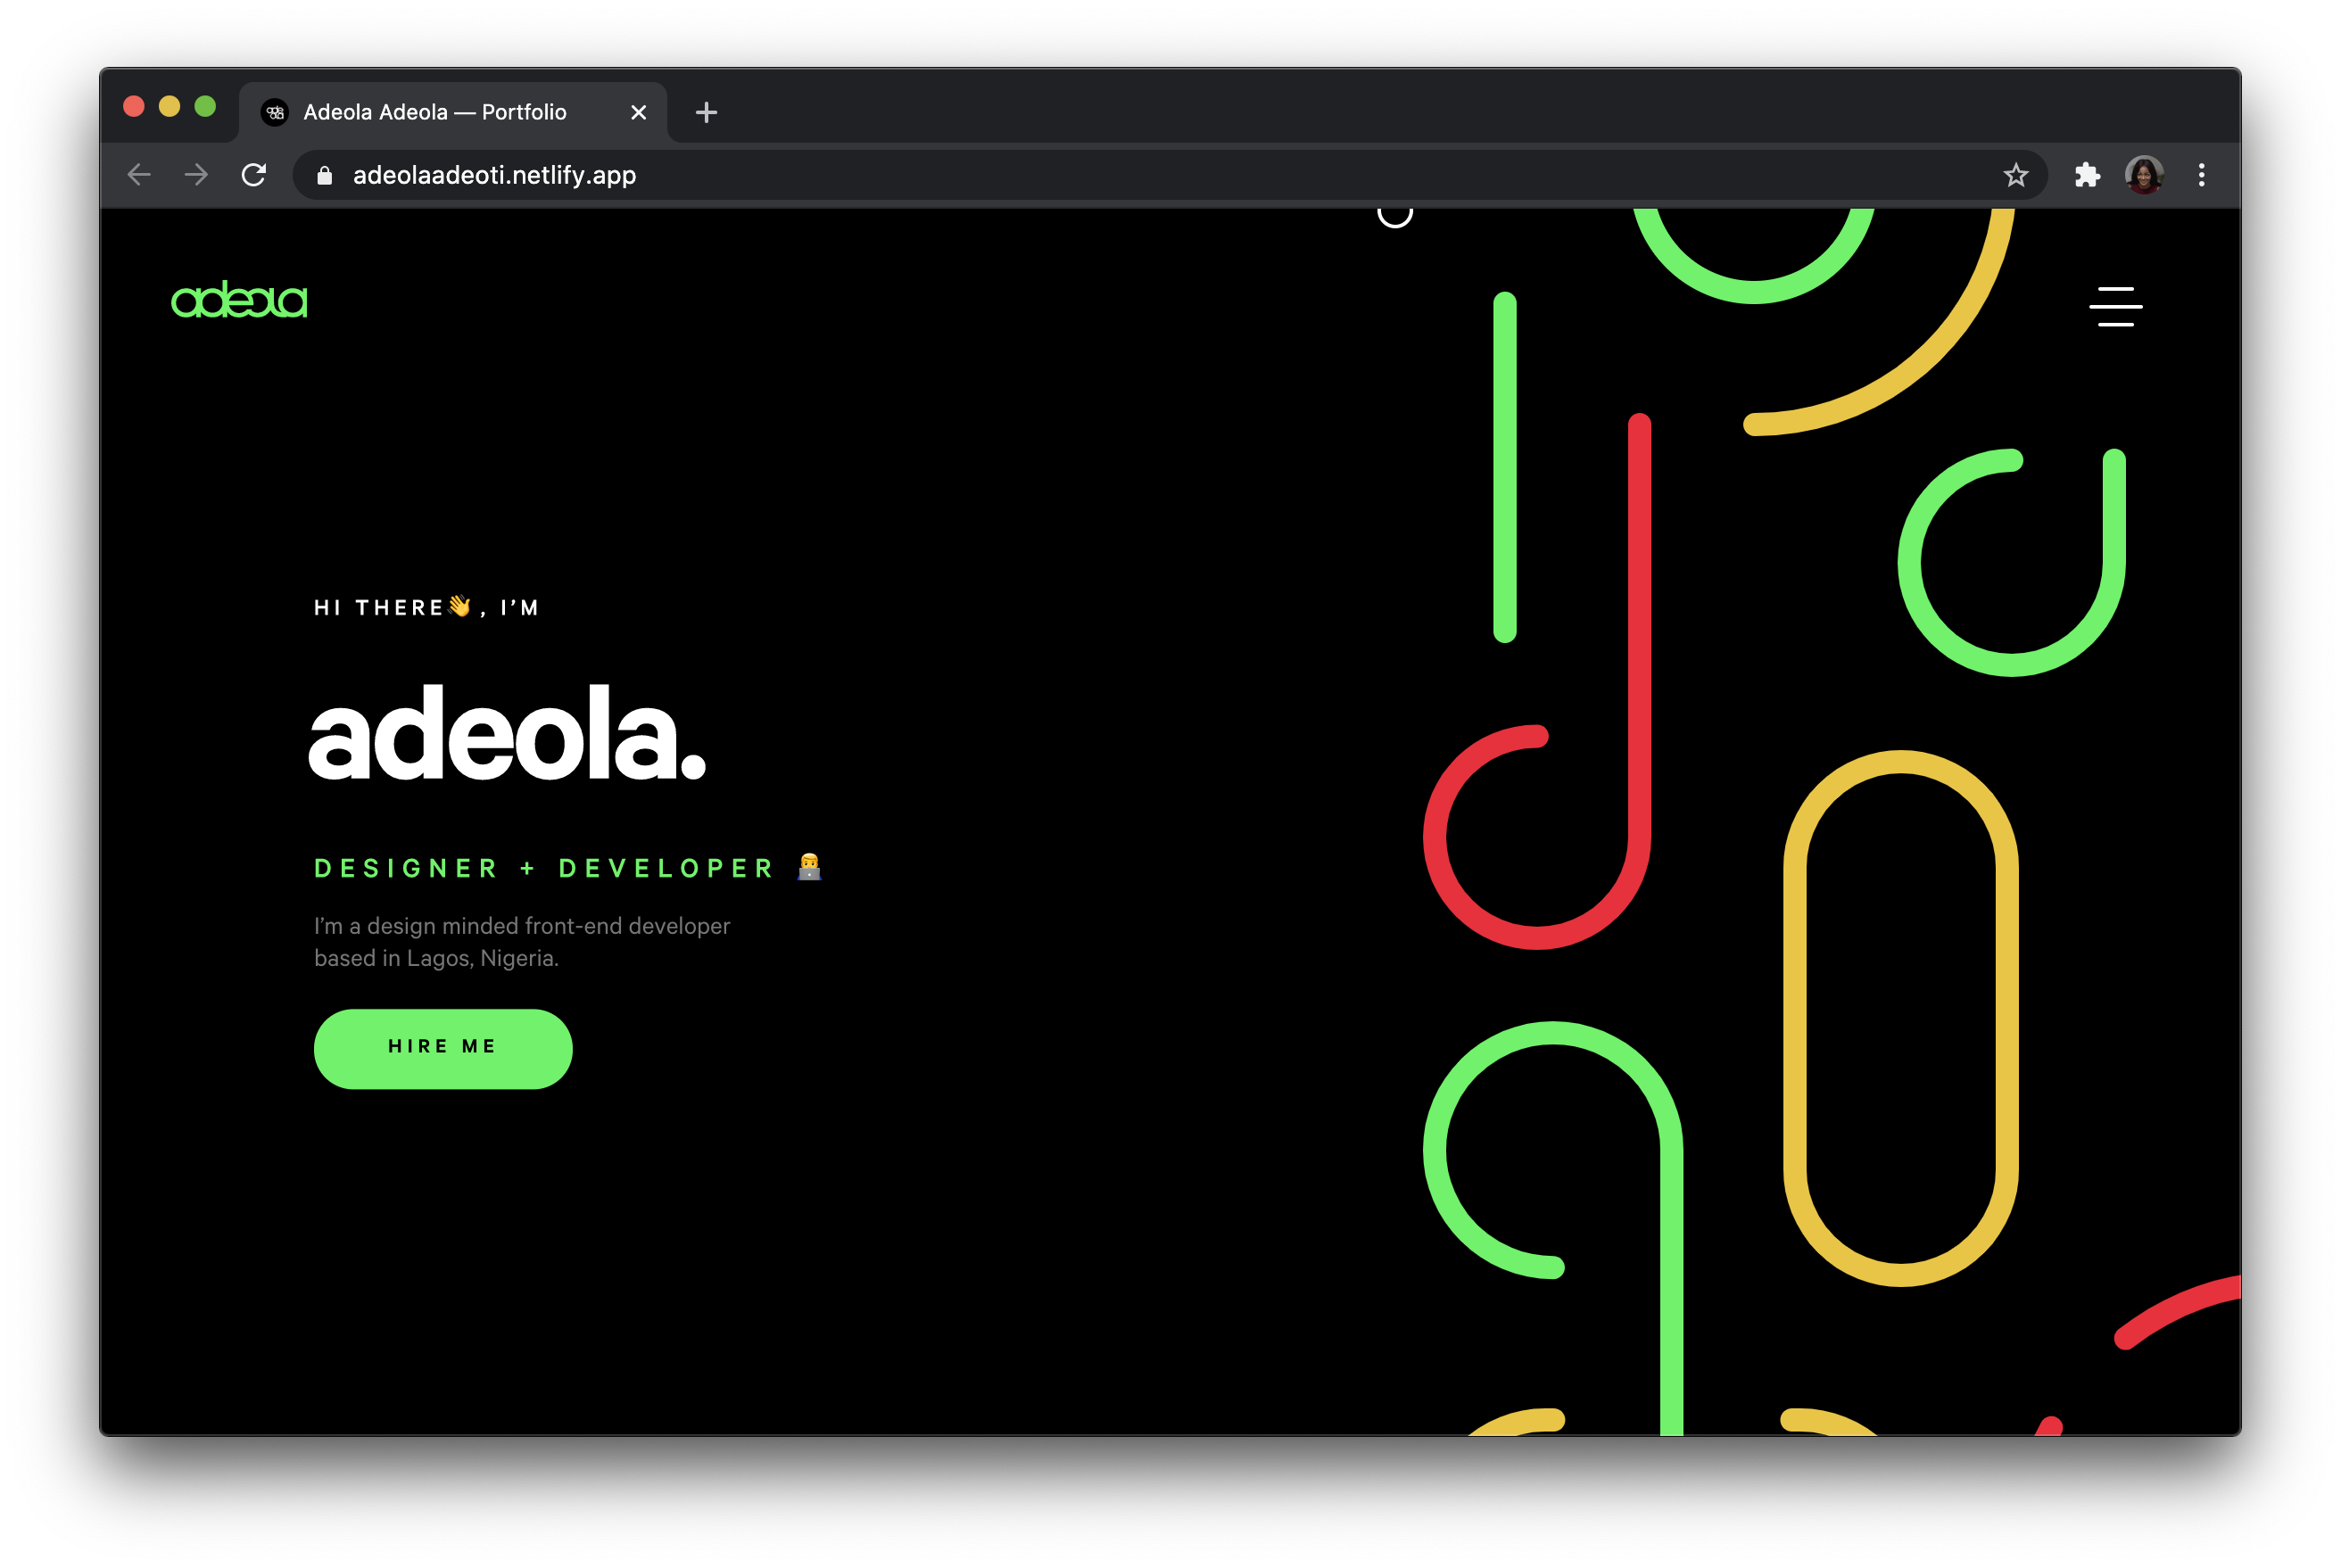 Adeola Adeola — Portfolio
adeolaadeoti.netlify.app
adeola
HI THERE👋, I’M
adeola.
DESIGNER + DEVELOPER 👨‍💻
I’m a design minded front-end developer
based in Lagos, Nigeria.
HIRE ME